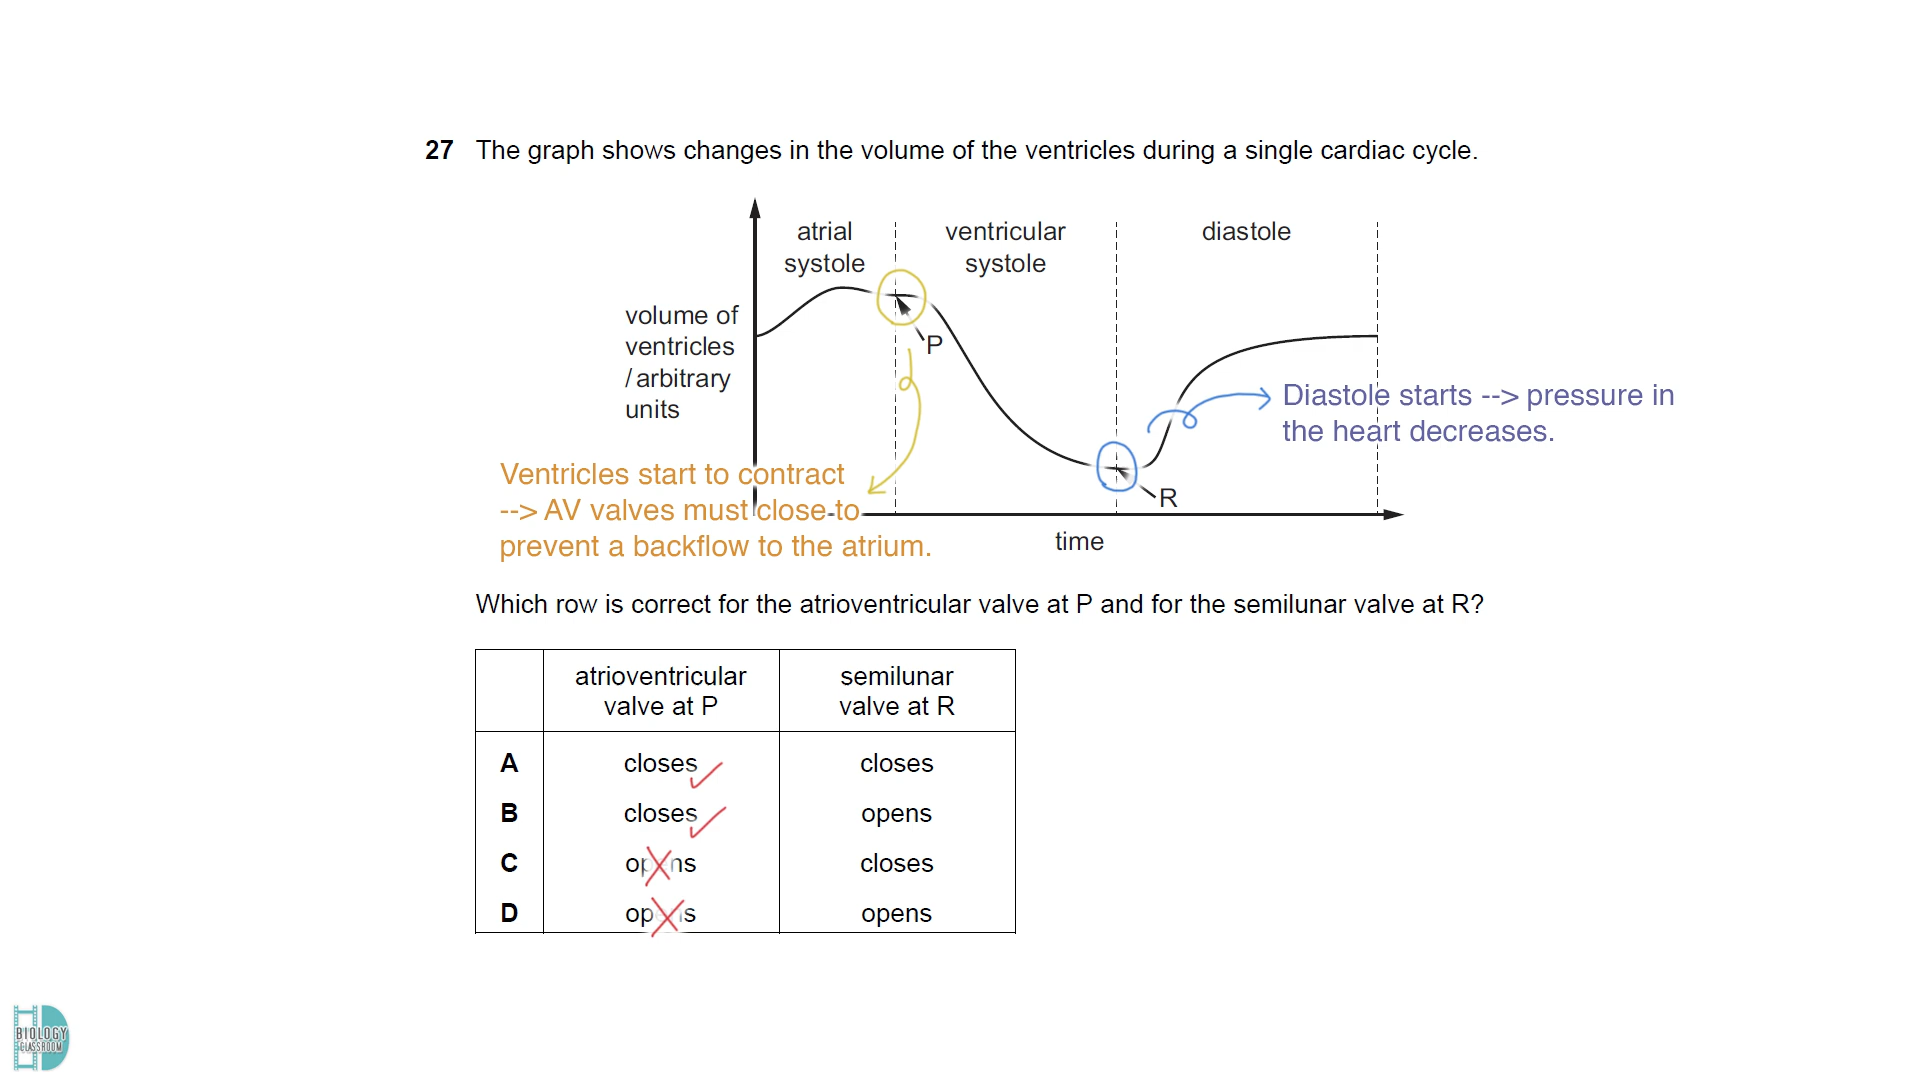 27 The graph shows changes in the volume of the ventricles during a single cardiac cycle.
atrial
systole
ventricular
systole
diastole
volume of
ventricles
/ arbitrary
units
P
R
Diastole starts --> pressure in
the heart decreases.
Ventricles start to contract
--> AV valves must close to
prevent a backflow to the atrium.
time
Which row is correct for the atrioventricular valve at P and for the semilunar valve at R?
atrioventricular
valve at P
semilunar
valve at R
A closes closes
B closes opens
C opens closes
D opens opens
BIOLOGY
CLASSROOM